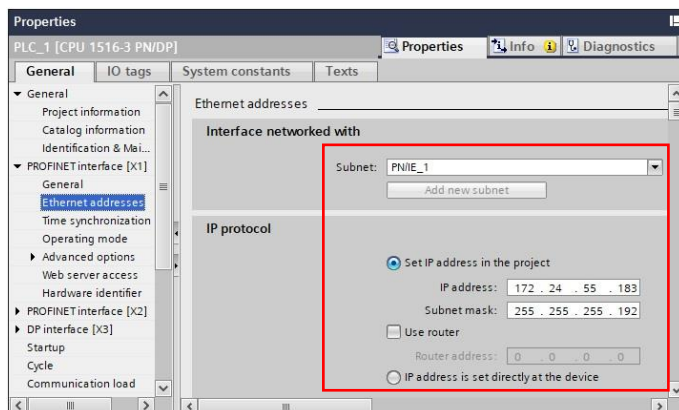 Properties
PLC_1 [CPU 1516-3 PN/DP]
Properties Info Diagnostics
General IO tags System constants Texts
General
Project information
Catalog information
Identification & Mai...
PROFINET interface [X1]
General
Ethernet addresses
Time synchronization
Operating mode
Advanced options
Web server access
Hardware identifier
PROFINET interface [X2]
DP interface [X3]
Startup
Cycle
Communication load
Ethernet addresses
Interface networked with
Subnet: PN/IE_1
Add new subnet
IP protocol
Set IP address in the project
IP address: 172 . 24 . 55 . 183
Subnet mask: 255 . 255 . 255 . 192
Use router
Router address: 0 . 0 . 0 . 0
IP address is set directly at the device